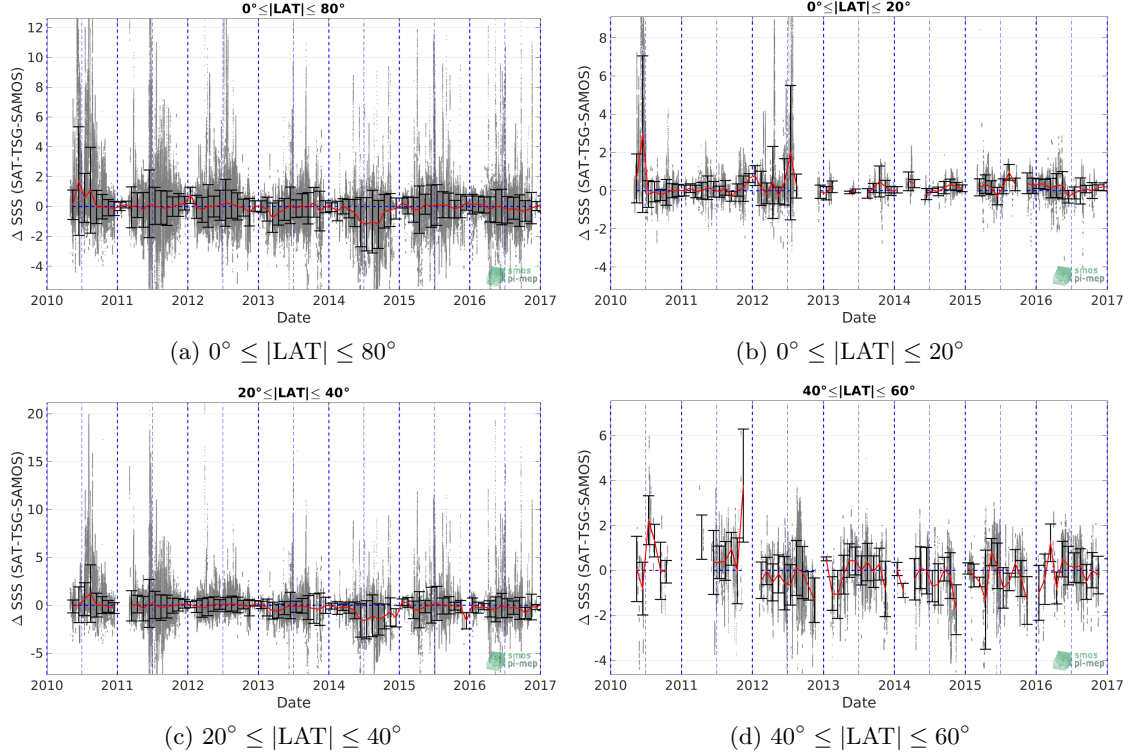 0°≤|LAT|≤ 80°
Δ SSS (SAT-TSG-SAMOS)
12
10
8
6
4
2
0
-2
-4
2010 2011 2012 2013 2014 2015 2016 2017
Date
smos
pi-mep
(a) 0° ≤ |LAT| ≤ 80°
0°≤|LAT|≤ 20°
Δ SSS (SAT-TSG-SAMOS)
8
6
4
2
0
-2
-4
-6
2010 2011 2012 2013 2014 2015 2016 2017
Date
smos
pi-mep
(b) 0° ≤ |LAT| ≤ 20°
20°≤|LAT|≤ 40°
Δ SSS (SAT-TSG-SAMOS)
20
15
10
5
0
-5
2010 2011 2012 2013 2014 2015 2016 2017
Date
smos
pi-mep
(c) 20° ≤ |LAT| ≤ 40°
40°≤|LAT|≤ 60°
Δ SSS (SAT-TSG-SAMOS)
6
4
2
0
-2
-4
2010 2011 2012 2013 2014 2015 2016 2017
Date
smos
pi-mep
(d) 40° ≤ |LAT| ≤ 60°